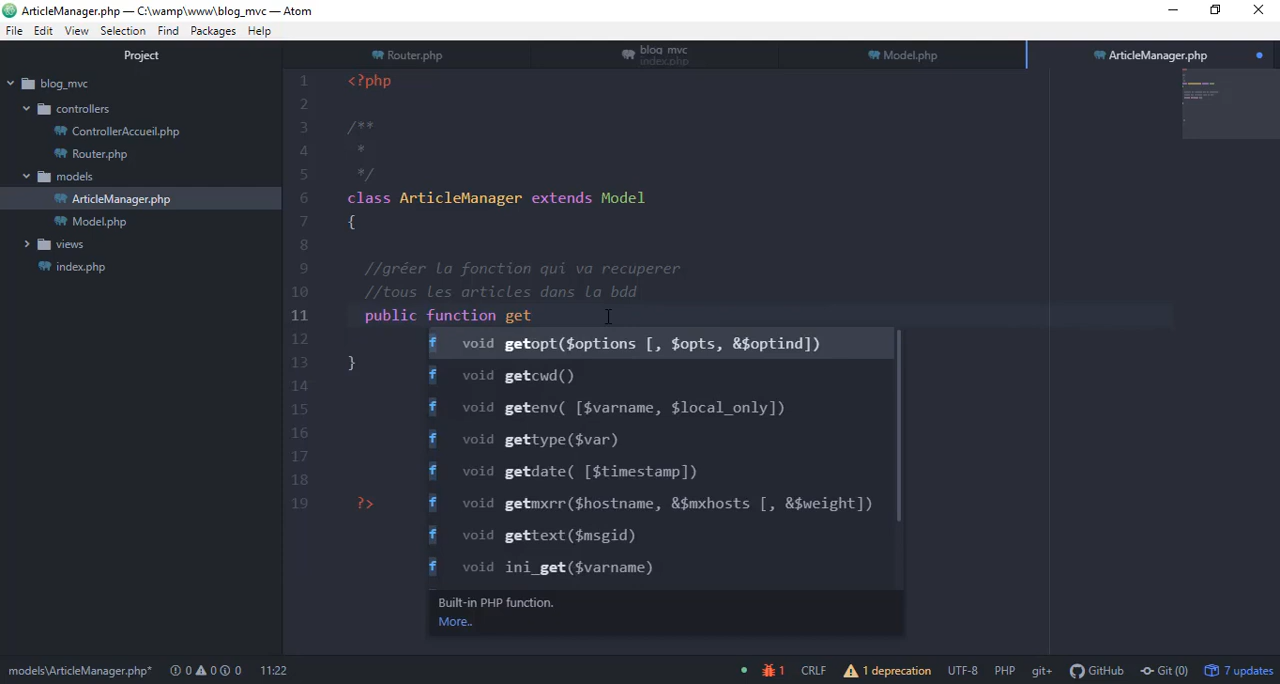 ArticleManager.php — C:\wamp\www\blog_mvc — Atom
File Edit View Selection Find Packages Help
Project
Router.php
blog_mvc
index.php
Model.php
ArticleManager.php
blog_mvc
controllers
ControllerAccueil.php
Router.php
models
ArticleManager.php
Model.php
views
index.php
1 <?php
2
3 /**
4 *
5 */
6 class ArticleManager extends Model
7 {
8
9 //gréer la fonction qui va recuperer
10 //tous les articles dans la bdd
11 public function get
12
13 }
14
15
16
17
18
19 ?>
f void getopt($options [, $opts, &$optind])
f void getcwd()
f void getenv( [$varname, $local_only])
f void gettype($var)
f void getdate( [$timestamp])
f void getmxrr($hostname, &$mxhosts [, &$weight])
f void gettext($msgid)
f void ini_get($varname)
Built-in PHP function.
More..
models\ArticleManager.php* 0 0 0 11:22 1 CRLF 1 deprecation UTF-8 PHP git+ GitHub Git (0) 7 updates